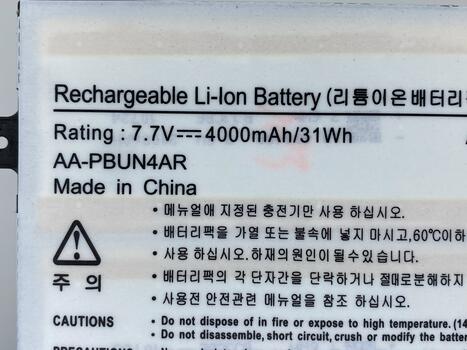 Rechargeable Li-Ion Battery (리튬이온배터리
Rating : 7.7V⎓4000mAh/31Wh
AA-PBUN4AR
Made in China
• 메뉴얼애 지정된 충전기만 사용 하십시오.
• 배터리팩을 가열 또는 불속에 넣지 마시고,60℃이하
• 사용 하십시오.하재의 원인이 될수있습니다.
주 의
• 배터리팩의 각 단자간을 단락하거나 절대로분해하지
• 사용전 안전관련 메뉴얼을 참조 하십시오.
CAUTIONS
• Do not dispose of in fire or expose to high temperature.(14
• Do not disassemble, short circuit, crush or modify the batt